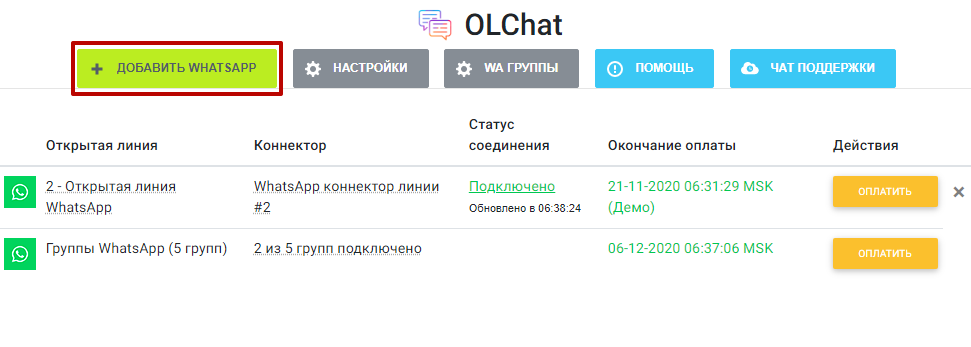 OLChat
ДОБАВИТЬ WHATSAPP НАСТРОЙКИ WA ГРУППЫ ПОМОЩЬ ЧАТ ПОДДЕРЖКИ
Открытая линия Коннектор Статус соединения Окончание оплаты Действия
2 - Открытая линия WhatsApp
WhatsApp коннектор линии #2
Подключено
Обновлено в 06:38:24
21-11-2020 06:31:29 MSK
(Демо)
ОПЛАТИТЬ
Группы WhatsApp (5 групп) 2 из 5 групп подключено 06-12-2020 06:37:06 MSK ОПЛАТИТЬ